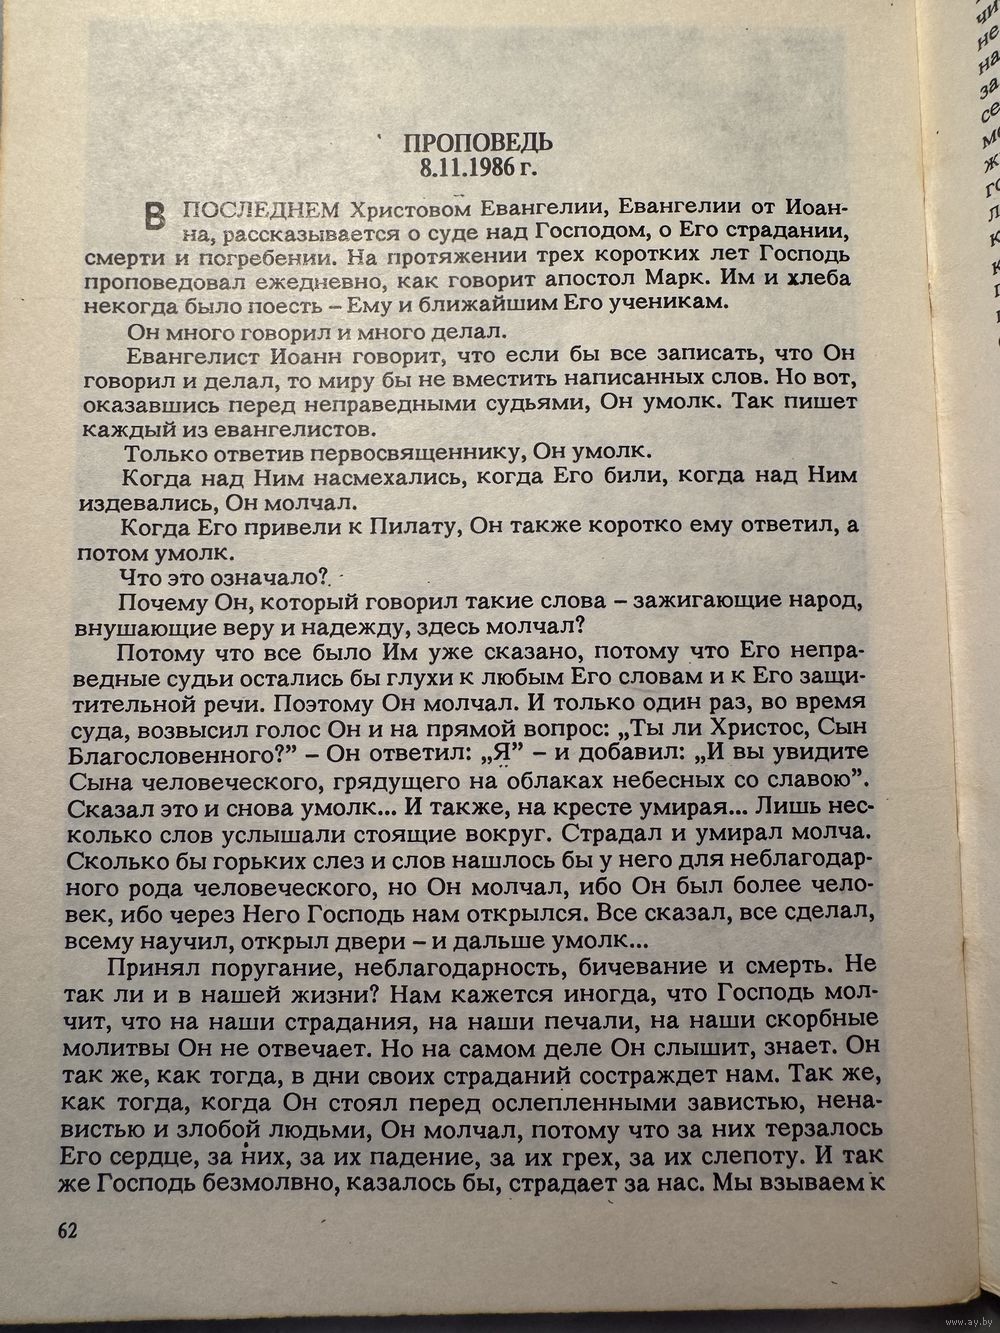 ПРОПОВЕДЬ
8.11.1986 г.
В ПОСЛЕДНЕМ Христовом Евангелии, Евангелии от Иоан-
на, рассказывается о суде над Господом, о Его страдании,
смерти и погребении. На протяжении трех коротких лет Господь
проповедовал ежедневно, как говорит апостол Марк. Им и хлеба
некогда было поесть – Ему и ближайшим Его ученикам.
Он много говорил и много делал.
Евангелист Иоанн говорит, что если бы все записать, что Он
говорил и делал, то миру бы не вместить написанных слов. Но вот,
оказавшись перед неправедными судьями, Он умолк. Так пишет
каждый из евангелистов.
Только ответив первосвященнику, Он умолк.
Когда над Ним насмехались, когда Его били, когда над Ним
издевались, Он молчал.
Когда Его привели к Пилату, Он также коротко ему ответил, а
потом умолк.
Что это означало?
Почему Он, который говорил такие слова – зажигающие народ,
внушающие веру и надежду, здесь молчал?
Потому что все было Им уже сказано, потому что Его непра-
ведные судьи остались бы глухи к любым Его словам и к Его защи-
тительной речи. Поэтому Он молчал. И только один раз, во время
суда, возвысил голос Он и на прямой вопрос: „Ты ли Христос, Сын
Благословенного?” – Он ответил: „Я” – и добавил: „И вы увидите
Сына человеческого, грядущего на облаках небесных со славою”.
Сказал это и снова умолк... И также, на кресте умирая... Лишь нес-
колько слов услышали стоящие вокруг. Страдал и умирал молча.
Сколько бы горьких слез и слов нашлось бы у него для неблагодар-
ного рода человеческого, но Он молчал, ибо Он был более чело-
век, ибо через Него Господь нам открылся. Все сказал, все сделал,
всему научил, открыл двери – и дальше умолк...
Принял поругание, неблагодарность, бичевание и смерть. Не
так ли и в нашей жизни? Нам кажется иногда, что Господь мол-
чит, что на наши страдания, на наши печали, на наши скорбные
молитвы Он не отвечает. Но на самом деле Он слышит, знает. Он
так же, как тогда, в дни своих страданий состраждет нам. Так же,
как тогда, когда Он стоял перед ослепленными завистью, нена-
вистью и злобой людьми, Он молчал, потому что за них терзалось
Его сердце, за них, за их падение, за их грех, за их слепоту. И так
же Господь безмолвно, казалось бы, страдает за нас. Мы взываем к
62
www.ay.by